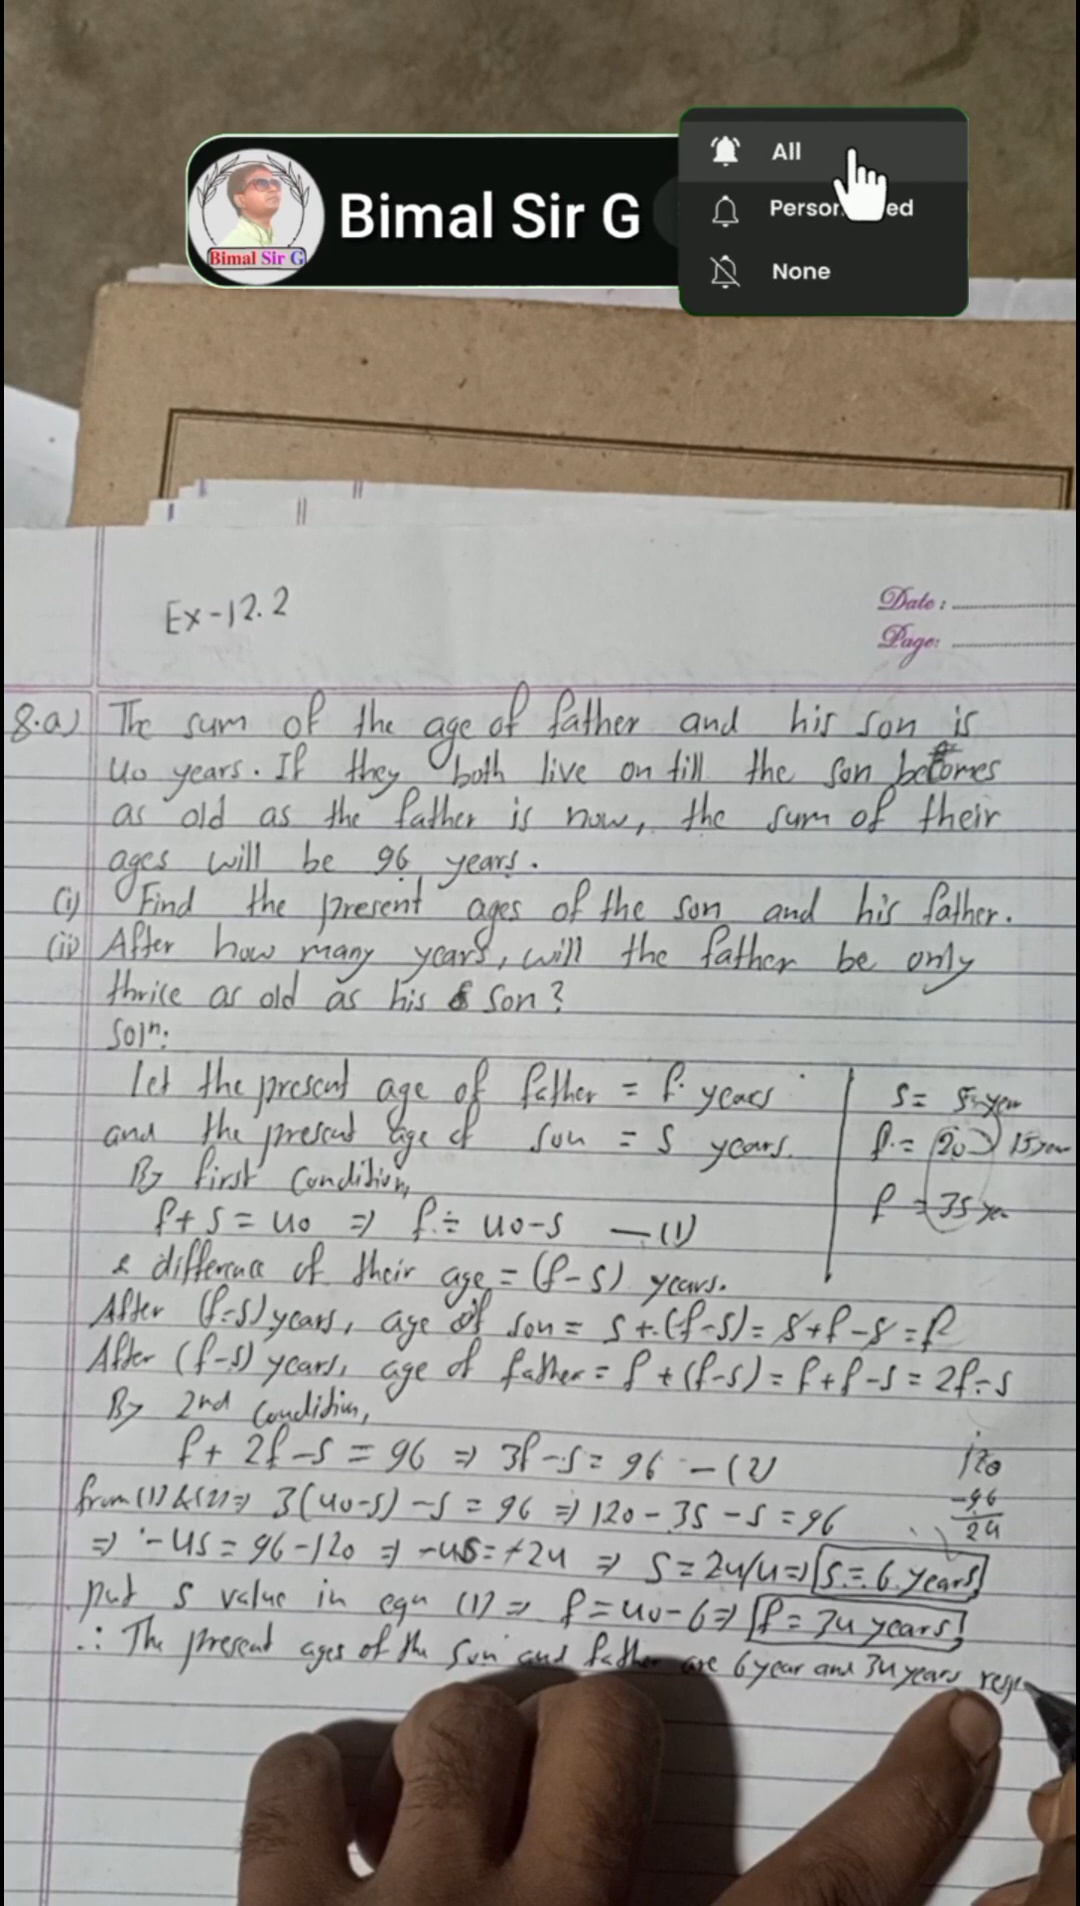 All
Bimal Sir G
Bimal Sir G
None
Ex-12.2
Date:
Page:
8.a) The sum of the age of father and his son is
40 years. If they both live on till the son becomes
as old as the father is now, the sum of their
ages will be 96 years.
(i) Find the present ages of the son and his father.
(ii) After how many years, will the father be only
thrice as old as his son?
Solⁿ:
Let the present age of father = f years
and the present age of son = s years.
By first condition,
f+s = 40 ⇒ f = 40-s —(1)
& difference of their age = (f-s) years.
After (f-s) years, age of son = s+(f-s) = s+f-s = f
After (f-s) years, age of father = f+(f-s) = f+f-s = 2f-s
By 2nd condition,
f+2f-s = 96 ⇒ 3f-s = 96 —(2)
from (1) & (2) ⇒ 3(40-s)-s = 96 ⇒ 120-3s-s = 96
⇒ -4s = 96-120 ⇒ -4s = -24 ⇒ s = 24/4 ⇒ s = 6 years
put s value in eqn (1) ⇒ f = 40-6 ⇒ f = 34 years
∴ The present ages of the son and father are 6 year and 34 years resp
s = 5 year
f = 20 15 year
f = 35 ye
120
-96
24